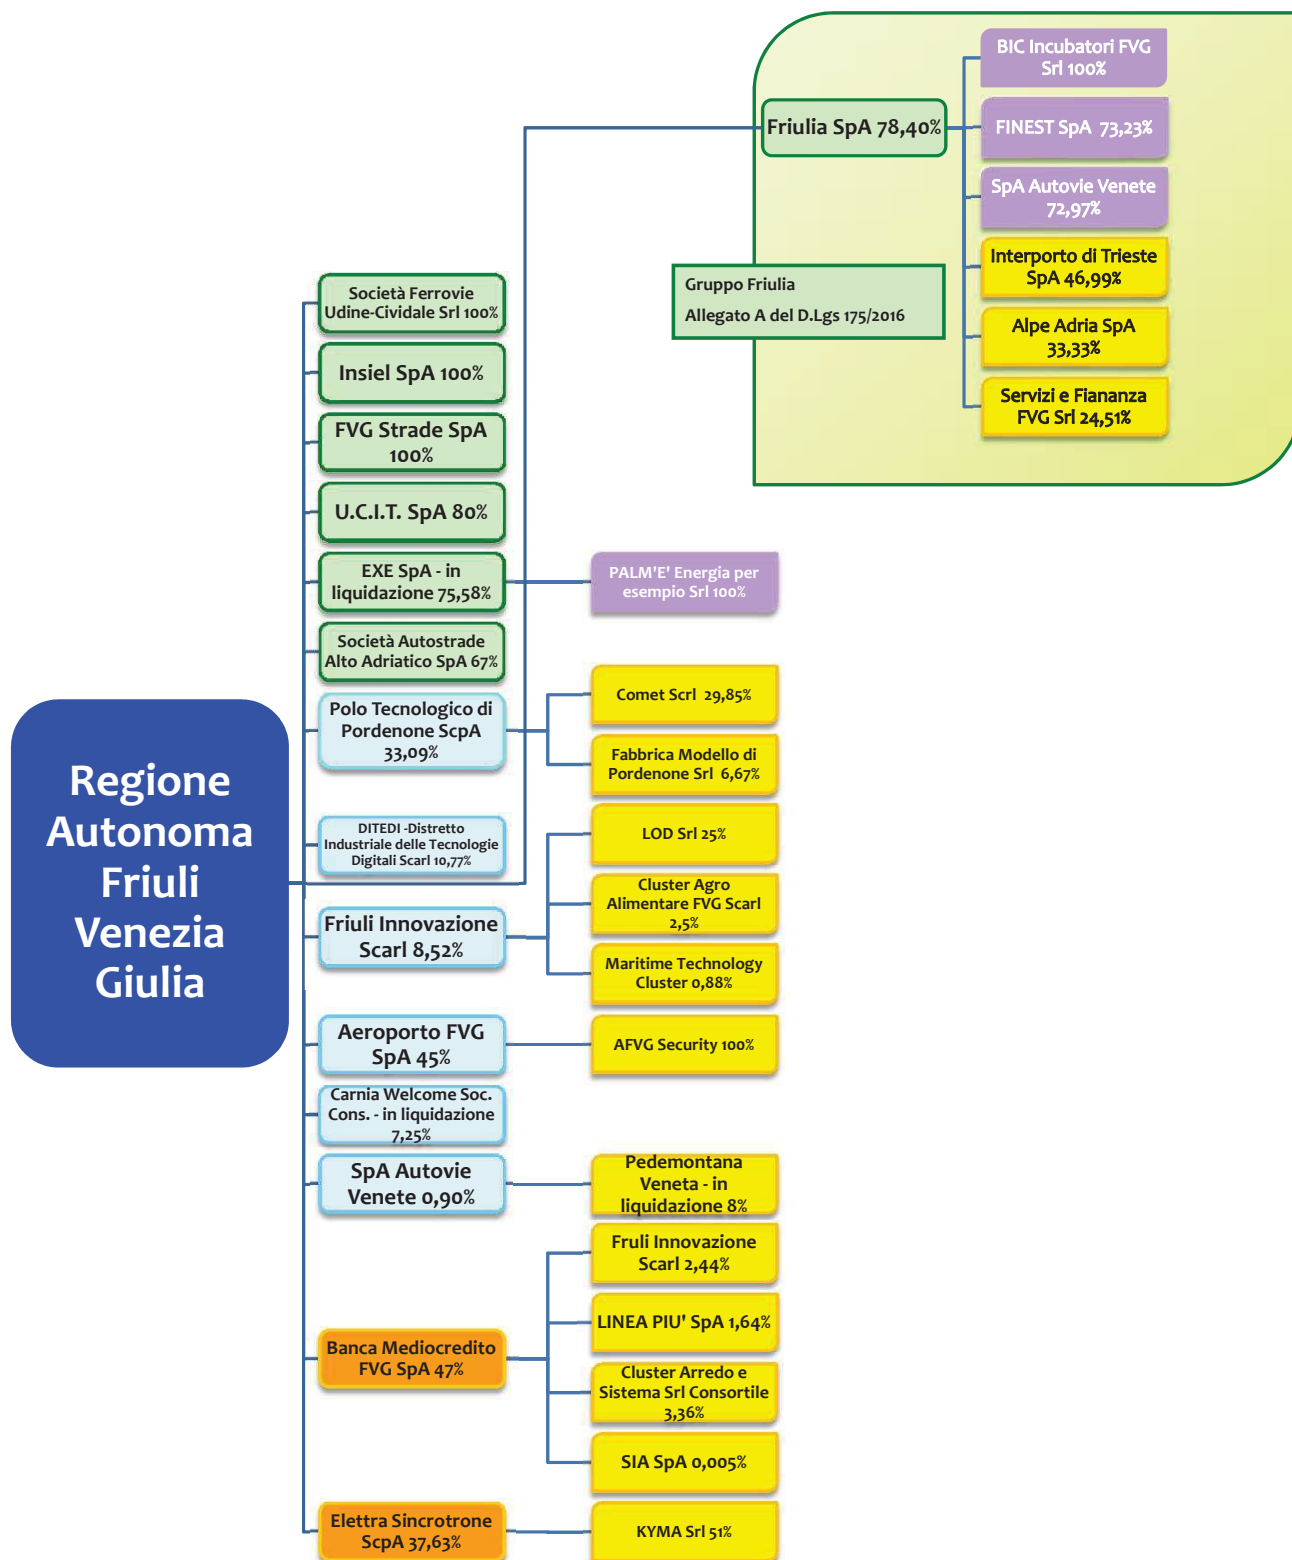 Regione
Autonoma
Friuli
Venezia
Giulia
Friulia SpA 78,40%
BIC Incubatori FVG
Srl 100%
FINEST SpA 73,23%
SpA Autovie Venete
72,97%
Interporto di Trieste
SpA 46,99%
Alpe Adria SpA
33,33%
Servizi e Fiananza
FVG Srl 24,51%
Gruppo Friulia
Allegato A del D.Lgs 175/2016
Società Ferrovie
Udine-Cividale Srl 100%
Insiel SpA 100%
FVG Strade SpA
100%
U.C.I.T. SpA 80%
EXE SpA - in
liquidazione 75,58%
PALM'E' Energia per
esempio Srl 100%
Società Autostrade
Alto Adriatico SpA 67%
Polo Tecnologico di
Pordenone ScpA
33,09%
Comet Scrl 29,85%
Fabbrica Modello di
Pordenone Srl 6,67%
DITEDI -Distretto
Industriale delle Tecnologie
Digitali Scarl 10,77%
Friuli Innovazione
Scarl 8,52%
LOD Srl 25%
Cluster Agro
Alimentare FVG Scarl
2,5%
Maritime Technology
Cluster 0,88%
Aeroporto FVG
SpA 45%
AFVG Security 100%
Carnia Welcome Soc.
Cons. - in liquidazione
7,25%
SpA Autovie
Venete 0,90%
Pedemontana
Veneta - in
liquidazione 8%
Banca Mediocredito
FVG SpA 47%
Fruli Innovazione
Scarl 2,44%
LINEA PIU' SpA 1,64%
Cluster Arredo e
Sistema Srl Consortile
3,36%
SIA SpA 0,005%
Elettra Sincrotrone
ScpA 37,63%
KYMA Srl 51%